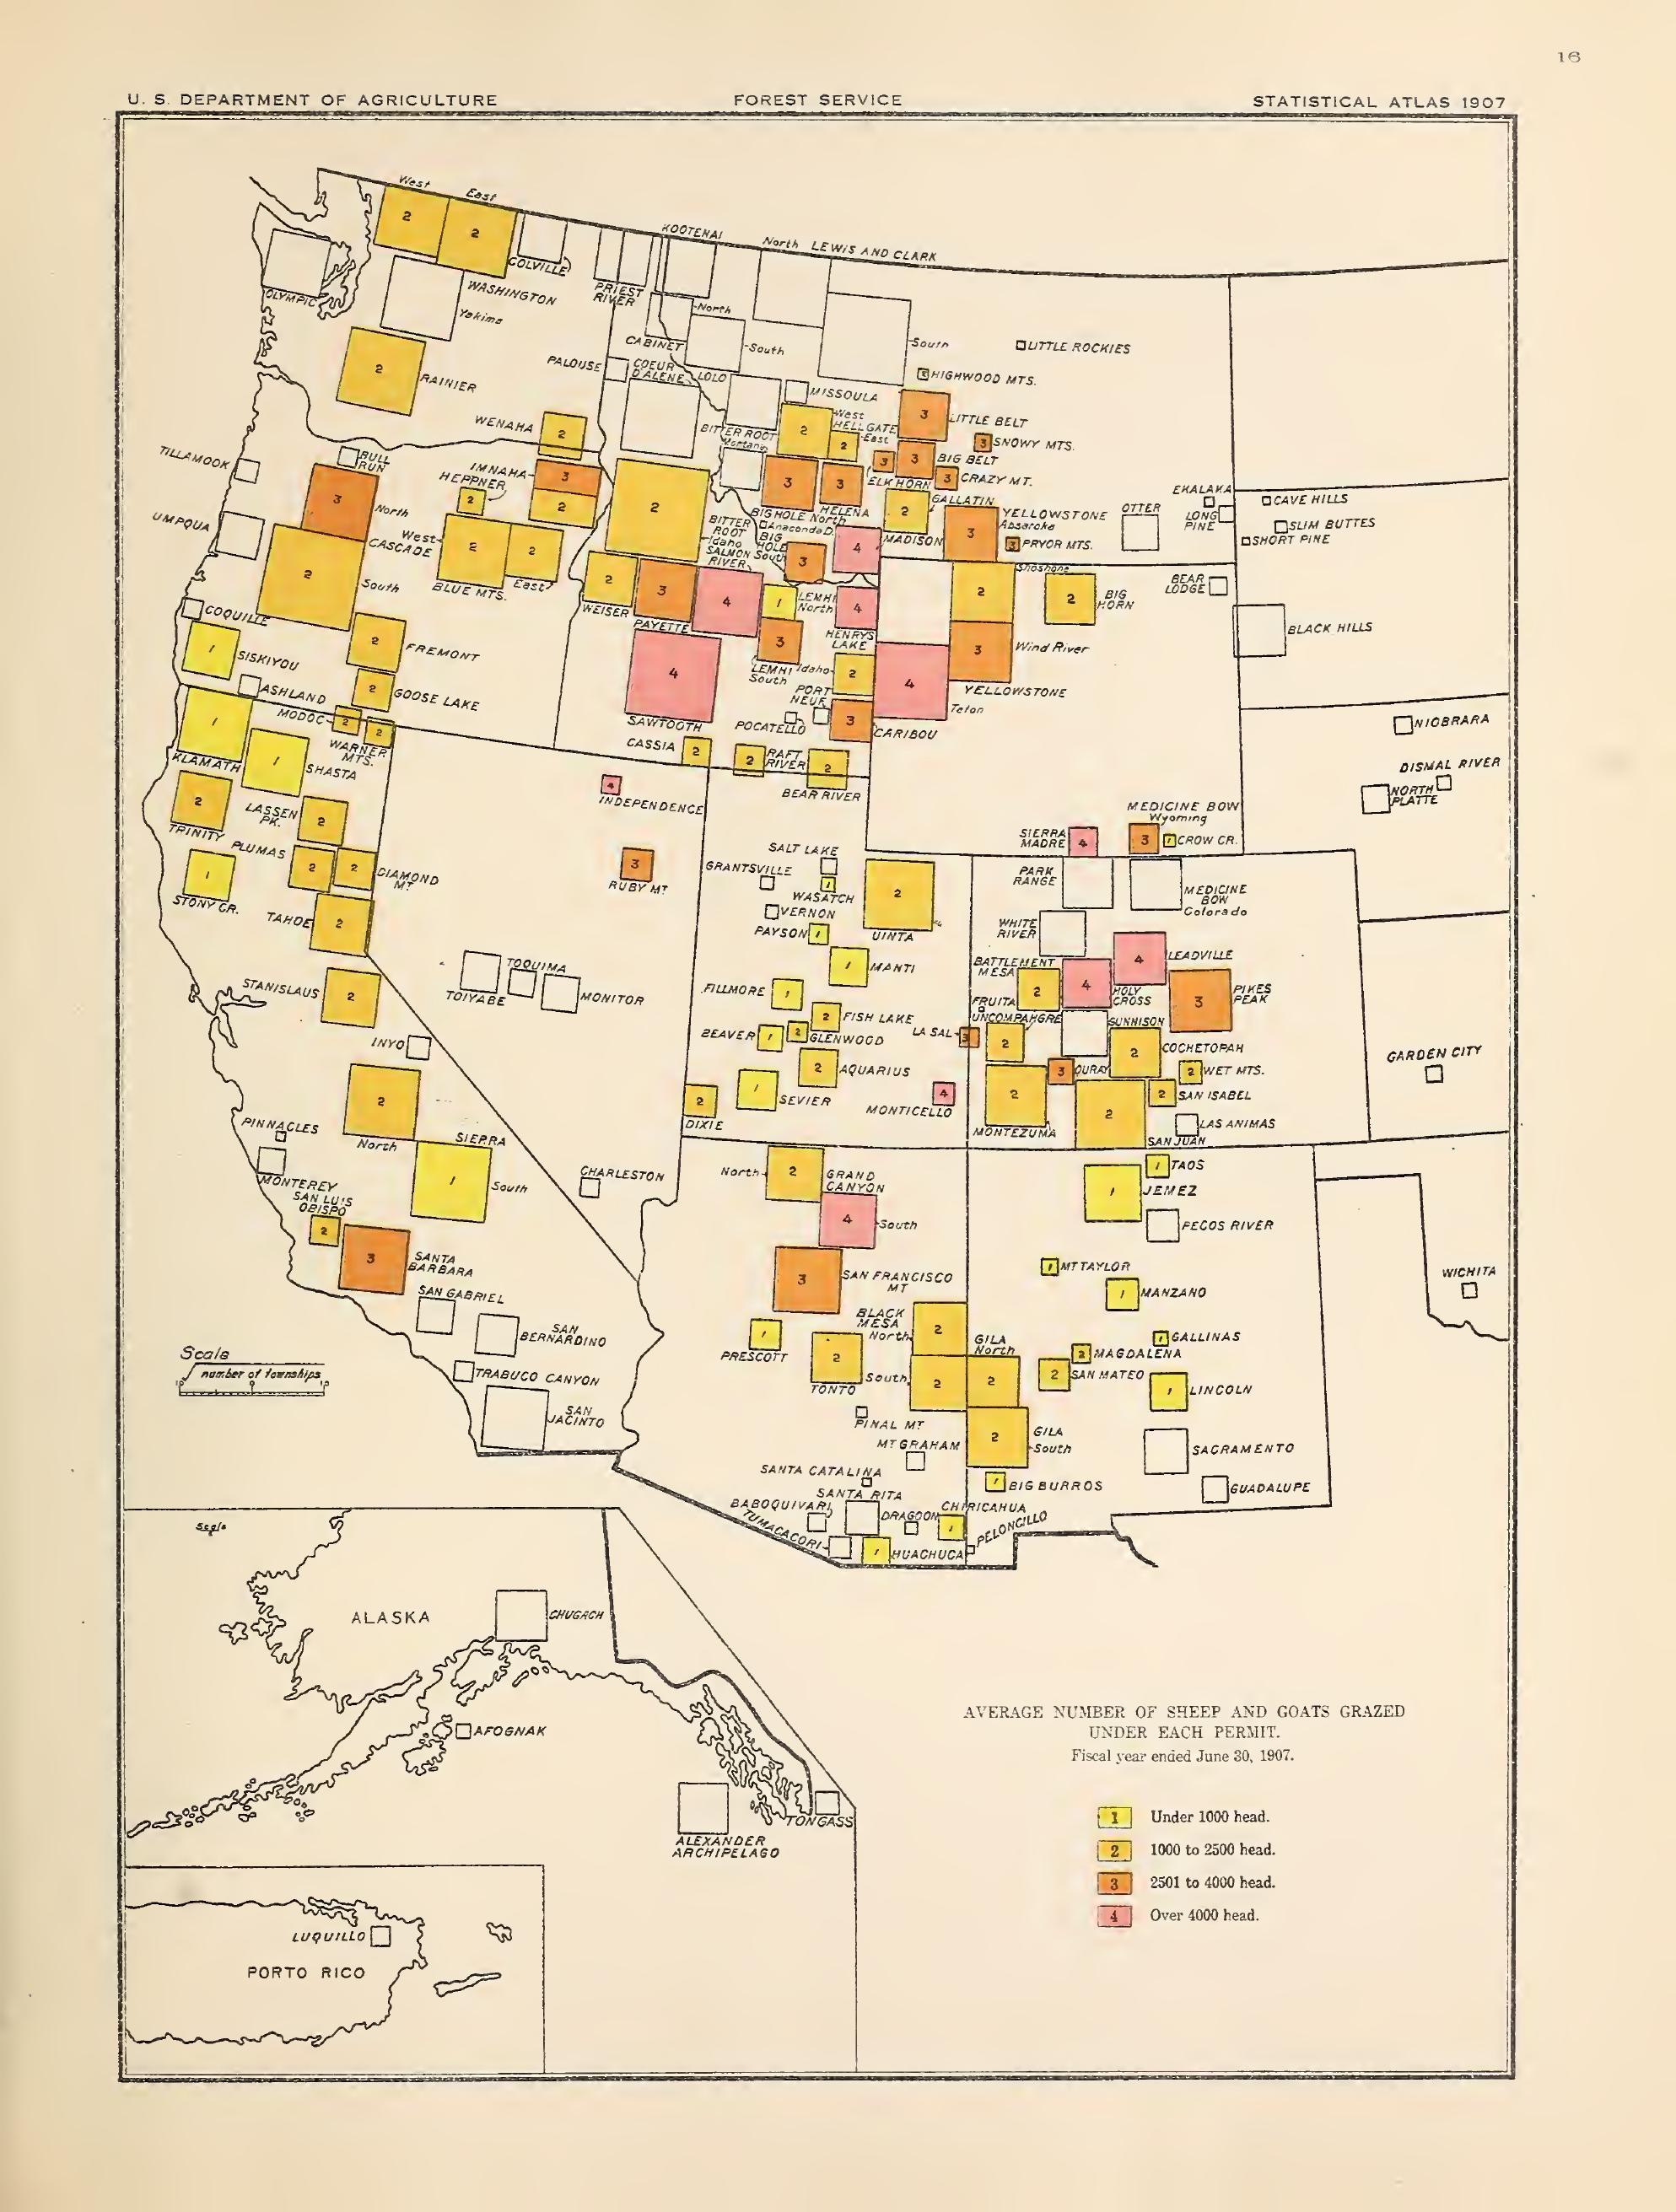 16
U. S. DEPARTMENT OF AGRICULTURE
FOREST SERVICE
STATISTICAL ATLAS 1907
West
2
East
2
COLVILLE
OLYMPIC
WASHINGTON
Yakima
PRIEST
RIVER
KOOTENAI
North LEWIS AND CLARK
North
South
CABINET
South
LITTLE ROCKIES
HIGHWOOD MTS.
2
RAINIER
PALOUSE
COEUR
D'ALENE
LOLO
MISSOULA
WENAHA
2
BITTER ROOT
Montana
2
West
HELL GATE
East
2
3
LITTLE BELT
3
SNOWY MTS.
3
3
BIG BELT
ELKHORN
3
CRAZY MT.
TILLAMOOK
BULL
RUN
IMNAHA
3
2
HEPPNER
2
3
North
CASCADE
UMPQUA
2
South
West
2
2
BLUE MTS.
East
2
BITTER
ROOT
Idaho
SALMON
RIVER
3
BIG HOLE North
3
HELENA
Anaconda D.
BIG
HOLE
South
3
4
2
GALLATIN
MADISON
3
YELLOWSTONE
Absaroka
3
PRYOR MTS.
OTTER
EKALAKA
LONG
PINE
CAVE HILLS
SLIM BUTTES
SHORT PINE
2
WEISER
3
PAYETTE
4
1
LEMHI
North
4
HENRYS
LAKE
Shoshone
2
2
BIG
HORN
BEAR
LODGE
BLACK HILLS
COQUILLE
1
SISKIYOU
2
FREMONT
ASHLAND
2
GOOSE LAKE
4
SAWTOOTH
3
LEMHI
South
Idaho
2
PORT
NEUF
POCATELLO
3
CARIBOU
4
Teton
3
Wind River
YELLOWSTONE
1
KLAMATH
MODOC
2
2
WARNER
MTS.
1
SHASTA
CASSIA
2
2
RAFT
RIVER
2
BEAR RIVER
NIOBRARA
DISMAL RIVER
NORTH
PLATTE
2
TRINITY
LASSEN
PK.
2
4
INDEPENDENCE
MEDICINE BOW
Wyoming
SIERRA
MADRE
4
3
1
CROW CR.
PLUMAS
2
2
DIAMOND
MT
1
STONY CR.
3
RUBY MT
SALT LAKE
GRANTSVILLE
1
WASATCH
VERNON
PAYSON
1
2
UINTA
PARK
RANGE
MEDICINE
BOW
Colorado
WHITE
RIVER
TAHOE
2
TOIYABE
TOQUIMA
MONITOR
1
MANTI
BATTLEMENT
MESA
2
4
HOLY
CROSS
4
LEADVILLE
3
PIKES
PEAK
STANISLAUS
2
FILLMORE
1
2
FISH LAKE
FRUITA
UNCOMPAHGRE
GUNNISON
INYO
BEAVER
1
2
GLENWOOD
LA SAL
3
2
2
COCHETOPAH
GARDEN CITY
2
AQUARIUS
3
OURAY
2
WET MTS.
2
North
2
DIXIE
1
SEVIER
4
MONTICELLO
2
MONTEZUMA
2
SAN JUAN
2
SAN ISABEL
LAS ANIMAS
PINNACLES
MONTEREY
SIERRA
1
South
SAN LUIS
OBISPO
2
CHARLESTON
North
2
GRAND
CANYON
4
South
1
TAOS
1
JEMEZ
PECOS RIVER
3
SANTA
BARBARA
3
SAN FRANCISCO
MT
1
MT TAYLOR
1
MANZANO
WICHITA
SAN GABRIEL
SAN
BERNARDINO
1
PRESCOTT
BLACK
MESA
North
2
2
TONTO
South
2
GILA
North
2
1
GALLINAS
2
MAGDALENA
2
SAN MATEO
1
LINCOLN
Scale
number of townships
TRABUCO CANYON
SAN
JACINTO
PINAL MT
MT GRAHAM
2
GILA
South
SACRAMENTO
SANTA CATALINA
1
BIG BURROS
GUADALUPE
SANTA RITA
BABOQUIVARI
DRAGOON
CHIRICAHUA
1
PELONCILLO
TUMACACORI
1
HUACHUCA
Scale
ALASKA
CHUGACH
AFOGNAK
ALEXANDER
ARCHIPELAGO
TONGASS
AVERAGE NUMBER OF SHEEP AND GOATS GRAZED
UNDER EACH PERMIT.
Fiscal year ended June 30, 1907.
1 Under 1000 head.
2 1000 to 2500 head.
3 2501 to 4000 head.
4 Over 4000 head.
LUQUILLO
PORTO RICO